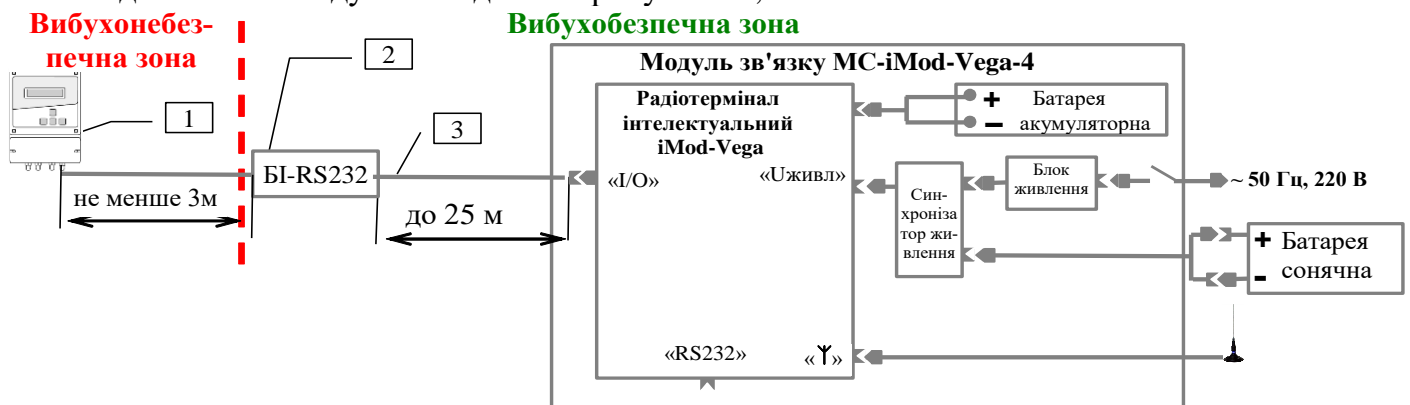 Вибухонебез-
печна зона
Вибухобезпечна зона
1
2
3
БІ-RS232
не менше 3м
до 25 м
Модуль зв'язку МС-iMod-Vega-4
Радіотермінал
інтелектуальний
iMod-Vega
«I/O»
«Uживл»
«RS232»
« »
+ Батарея
– акумуляторна
Син-
хроніза
тор жи-
влення
Блок
живлення
~ 50 Гц, 220 В
+ Батарея
- сонячна